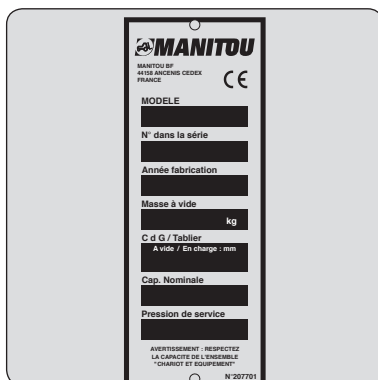 MANITOU
MANITOU BF
44158 ANCENIS CEDEX
FRANCE
CE
MODELE
N° dans la série
Année fabrication
Masse à vide
kg
C d G / Tablier
A vide / En charge : mm
Cap. Nominale
Pression de service
AVERTISSEMENT : RESPECTEZ
LA CAPACITE DE L'ENSEMBLE
"CHARIOT ET EQUIPEMENT"
N°207701